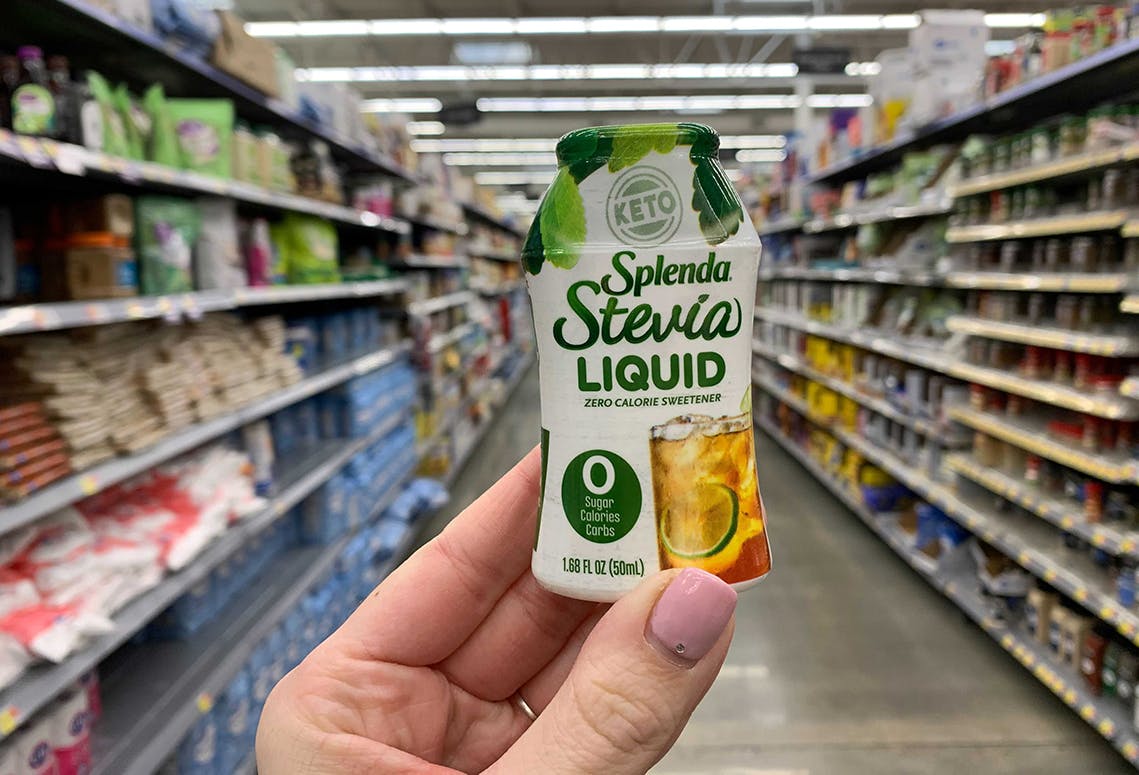 KETO
Splenda
Stevia
LIQUID
ZERO CALORIE SWEETENER
0
Sugar
Calories
Carbs
1.68 FL OZ (50mL)